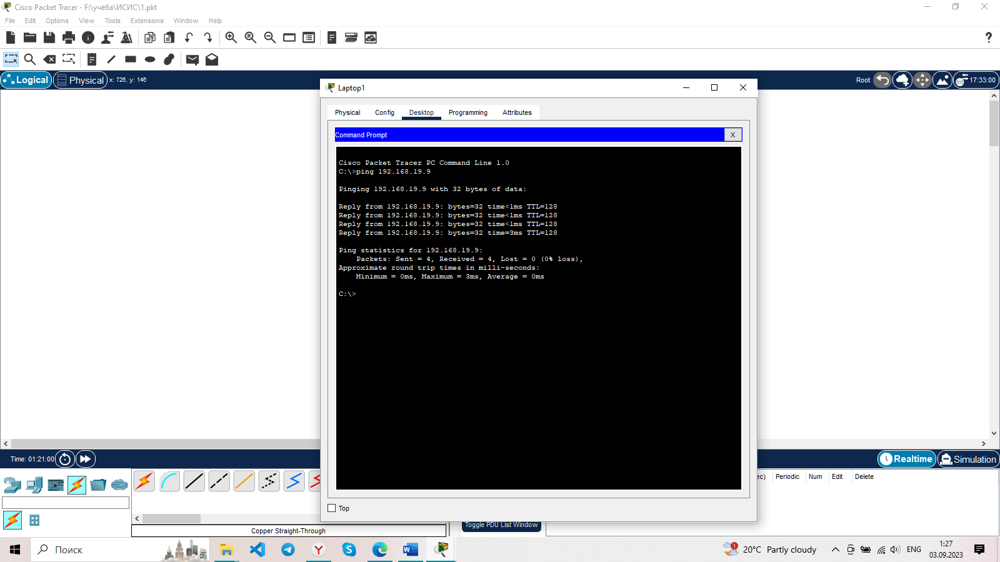 Cisco Packet Tracer - F:\учёба\ИСИС\1.pkt
File Edit Options View Tools Extensions Window Help
Logical Physical x: 726, y: 146 Root 17:33:00
Laptop1
Physical Config Desktop Programming Attributes
Command Prompt X
Cisco Packet Tracer PC Command Line 1.0
C:\>ping 192.168.19.9
Pinging 192.168.19.9 with 32 bytes of data:
Reply from 192.168.19.9: bytes=32 time<1ms TTL=128
Reply from 192.168.19.9: bytes=32 time<1ms TTL=128
Reply from 192.168.19.9: bytes=32 time<1ms TTL=128
Reply from 192.168.19.9: bytes=32 time=3ms TTL=128
Ping statistics for 192.168.19.9:
Packets: Sent = 4, Received = 4, Lost = 0 (0% loss),
Approximate round trip times in milli-seconds:
Minimum = 0ms, Maximum = 3ms, Average = 0ms
C:\>
Top
Time: 01:21:00 Realtime Simulation
ec) Periodic Num Edit Delete
Toggle PDU List Window
Copper Straight-Through
Поиск 1 20°C Partly cloudy ENG 1:27
03.09.2023